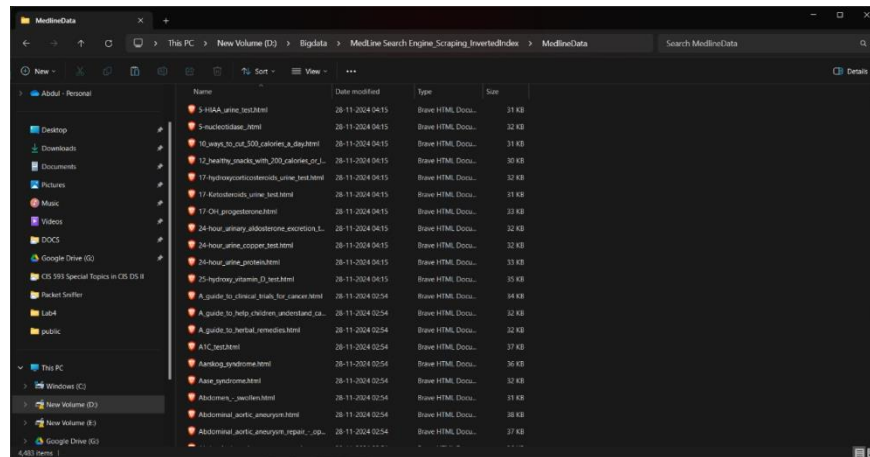 MedlineData
This PC > New Volume (D:) > Bigdata > MedLine Search Engine_Scraping_InvertedIndex > MedlineData
Search MedlineData
New
Sort
View
Details
Abdul - Personal
Desktop
Downloads
Documents
Pictures
Music
Videos
DOCS
Google Drive (G:)
CIS 593 Special Topics in CIS DS II
Packet Sniffer
Lab4
public
This PC
Windows (C:)
New Volume (D:)
New Volume (E:)
Google Drive (G:)
Name Date modified Type Size
5-HIAA_urine_test.html 28-11-2024 04:15 Brave HTML Docu... 31 KB
5-nucleotidase_.html 28-11-2024 04:15 Brave HTML Docu... 32 KB
10_ways_to_cut_500_calories_a_day.html 28-11-2024 04:15 Brave HTML Docu... 31 KB
12_healthy_snacks_with_200_calories_or_l... 28-11-2024 04:15 Brave HTML Docu... 30 KB
17-hydroxycorticosteroids_urine_test.html 28-11-2024 04:15 Brave HTML Docu... 32 KB
17-Ketosteroids_urine_test.html 28-11-2024 04:15 Brave HTML Docu... 31 KB
17-OH_progesterone.html 28-11-2024 04:15 Brave HTML Docu... 33 KB
24-hour_urinary_aldosterone_excretion_t... 28-11-2024 04:15 Brave HTML Docu... 32 KB
24-hour_urine_copper_test.html 28-11-2024 04:15 Brave HTML Docu... 32 KB
24-hour_urine_protein.html 28-11-2024 04:15 Brave HTML Docu... 33 KB
25-hydroxy_vitamin_D_test.html 28-11-2024 04:15 Brave HTML Docu... 35 KB
A_guide_to_clinical_trials_for_cancer.html 28-11-2024 02:54 Brave HTML Docu... 34 KB
A_guide_to_help_children_understand_ca... 28-11-2024 02:54 Brave HTML Docu... 32 KB
A_guide_to_herbal_remedies.html 28-11-2024 02:54 Brave HTML Docu... 32 KB
A1C_test.html 28-11-2024 02:54 Brave HTML Docu... 37 KB
Aarskog_syndrome.html 28-11-2024 02:54 Brave HTML Docu... 36 KB
Aase_syndrome.html 28-11-2024 02:54 Brave HTML Docu... 32 KB
Abdomen_-_swollen.html 28-11-2024 02:54 Brave HTML Docu... 31 KB
Abdominal_aortic_aneurysm.html 28-11-2024 02:54 Brave HTML Docu... 38 KB
Abdominal_aortic_aneurysm_repair_-_op... 28-11-2024 02:54 Brave HTML Docu... 37 KB
4,483 items